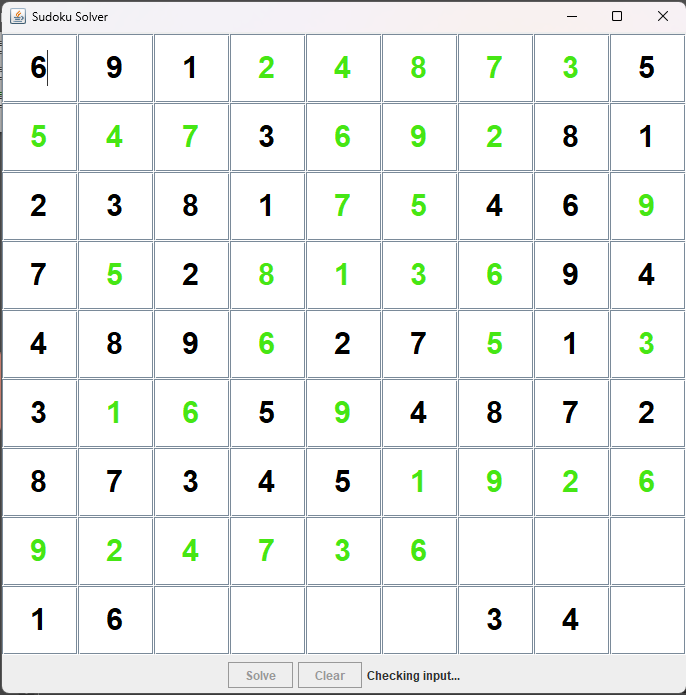 Sudoku Solver
6 9 1 2 4 8 7 3 5
5 4 7 3 6 9 2 8 1
2 3 8 1 7 5 4 6 9
7 5 2 8 1 3 6 9 4
4 8 9 6 2 7 5 1 3
3 1 6 5 9 4 8 7 2
8 7 3 4 5 1 9 2 6
9 2 4 7 3 6
1 6 3 4
Solve Clear Checking input...